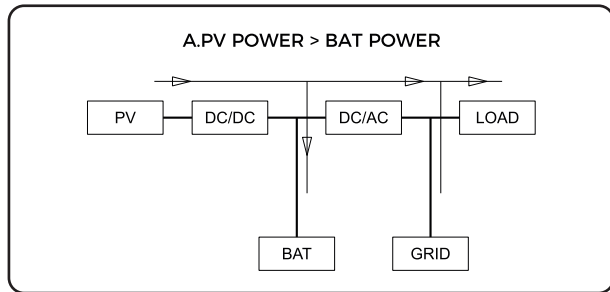 A.PV POWER > BAT POWER
PV
DC/DC
DC/AC
LOAD
BAT
GRID